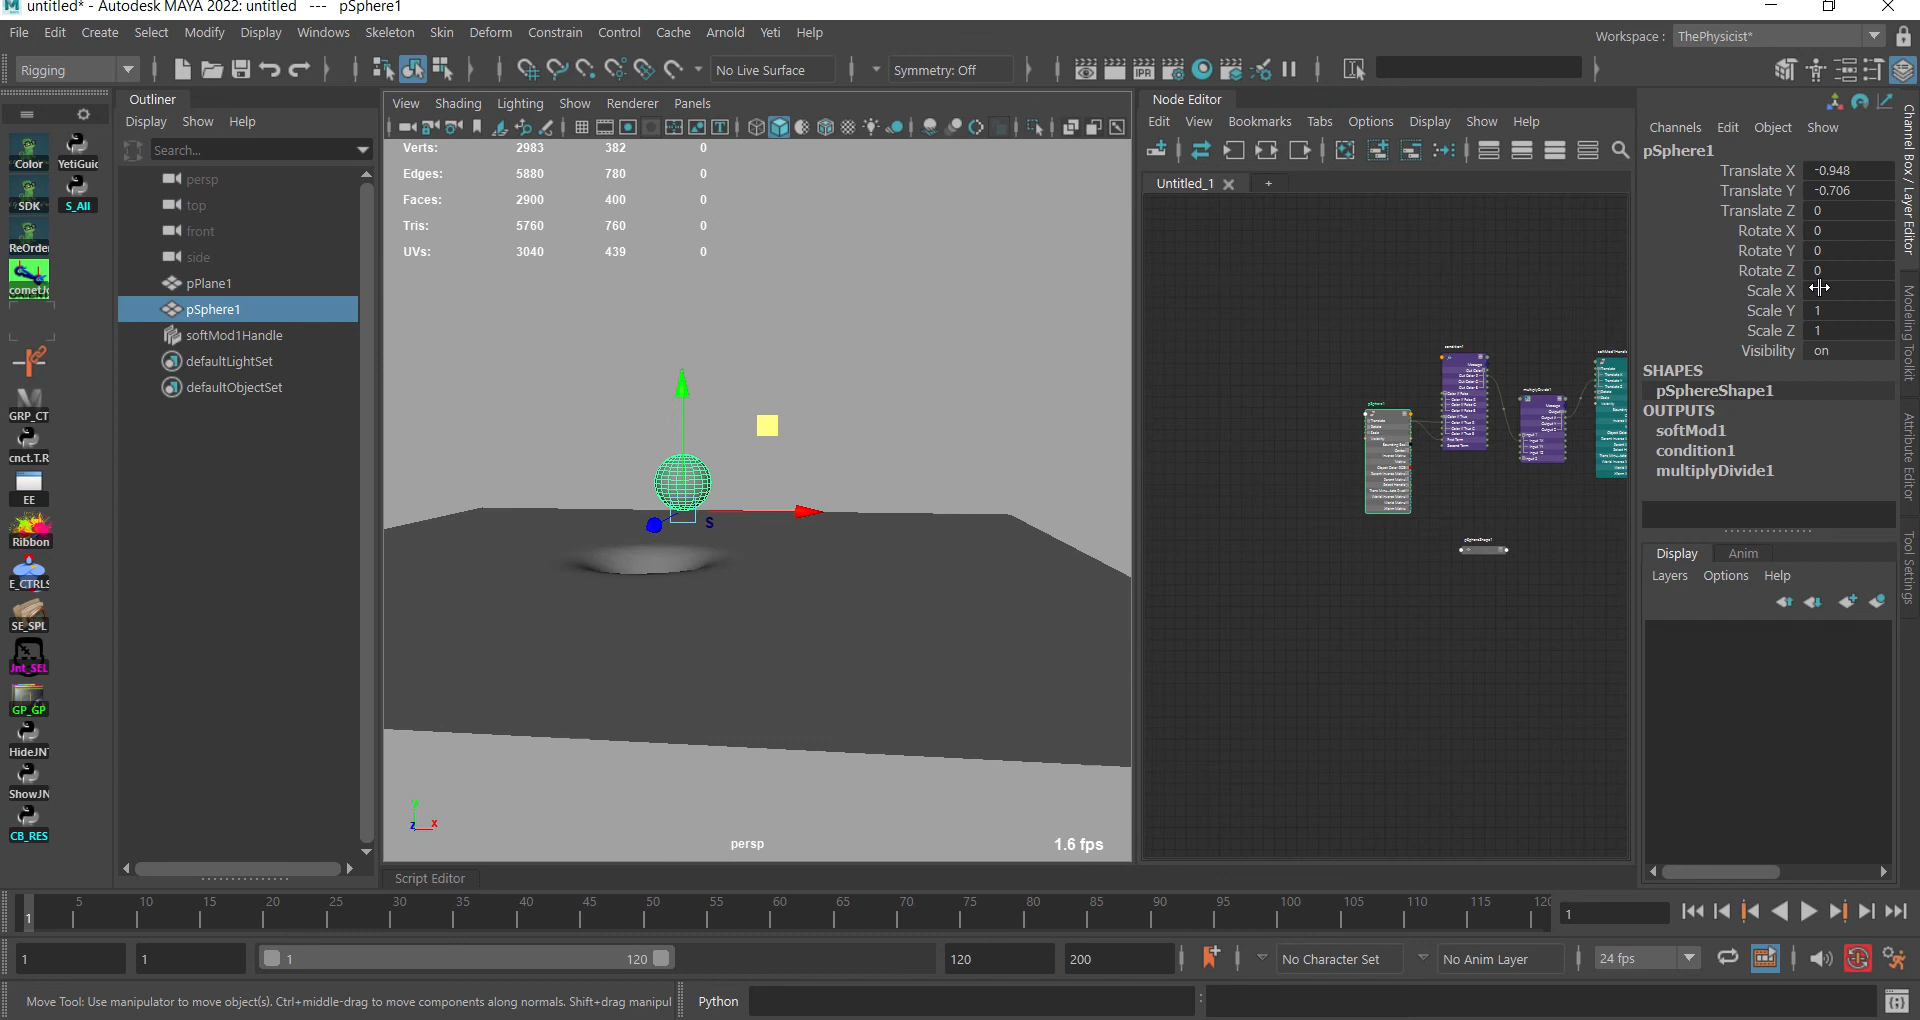 untitled* - Autodesk MAYA 2022: untitled --- pSphere1
File Edit Create Select Modify Display Windows Skeleton Skin Deform Constrain Control Cache Arnold Yeti Help
Workspace : ThePhysicist*
Rigging
No Live Surface
Symmetry: Off
Outliner
Display Show Help
Search...
persp
top
front
side
pPlane1
pSphere1
softMod1Handle
defaultLightSet
defaultObjectSet
Color
YetiGuid
SDK
S_All
ReOrde
cometJ
GRP_CT
cnct.T.R
EE
Ribbon
E_CTRLS
SE_SPL
Jnt_SEL
GP_GP
HideJN
ShowJN
CB_RES
View Shading Lighting Show Renderer Panels
Verts: 2983 382 0
Edges: 5880 780 0
Faces: 2900 400 0
Tris: 5760 760 0
UVs: 3040 439 0
S
y
z x
persp
1.6 fps
Script Editor
Node Editor
Edit View Bookmarks Tabs Options Display Show Help
Untitled_1
+
condition1
multiplyDivide1
pSphere1
pSphereShape1
Channels Edit Object Show
pSphere1
Translate X -0.948
Translate Y -0.706
Translate Z 0
Rotate X 0
Rotate Y 0
Rotate Z 0
Scale X
Scale Y 1
Scale Z 1
Visibility on
SHAPES
pSphereShape1
OUTPUTS
softMod1
condition1
multiplyDivide1
Display Anim
Layers Options Help
Channel Box / Layer Editor
Modeling Toolkit
Attribute Editor
Tool Settings
1 5 10 15 20 25 30 35 40 45 50 55 60 65 70 75 80 85 90 95 100 105 110 115 120
1
1 1 1 120 120 200
No Character Set
No Anim Layer
24 fps
Move Tool: Use manipulator to move object(s). Ctrl+middle-drag to move components along normals. Shift+drag manipul
Python